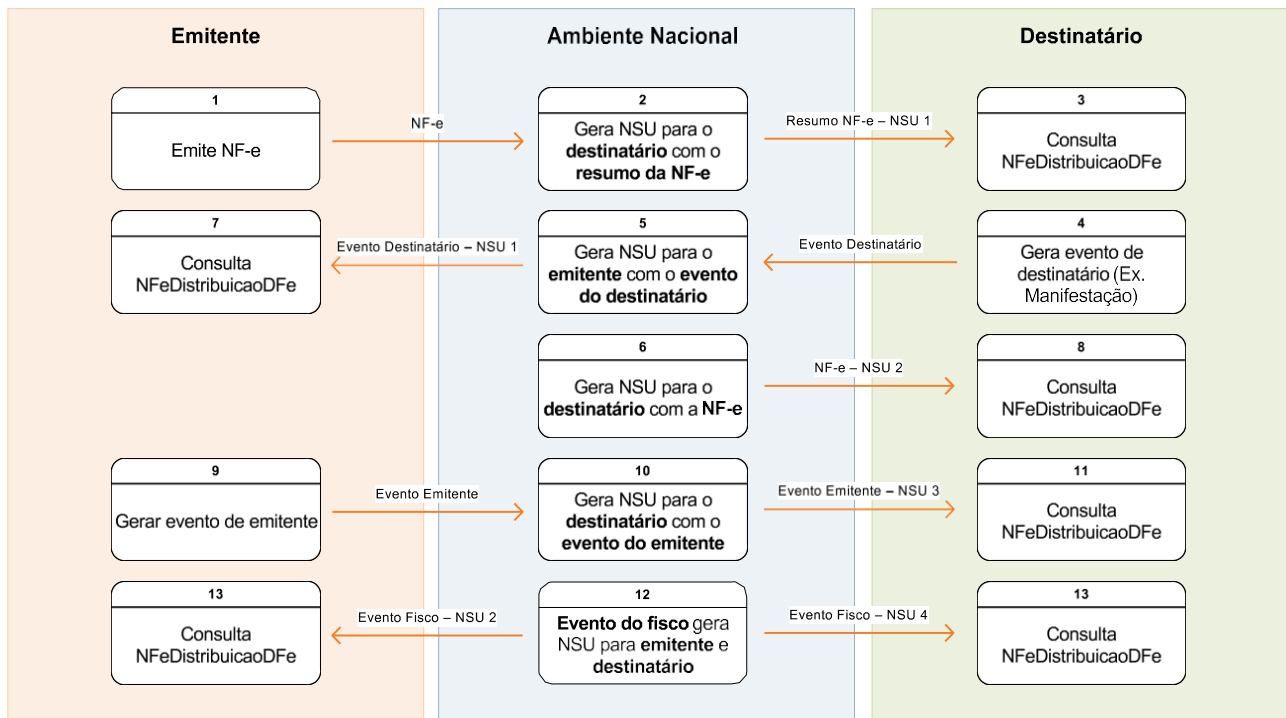 Emitente
Ambiente Nacional
Destinatário
1
Emite NF-e
NF-e
2
Gera NSU para o
destinatário com o
resumo da NF-e
Resumo NF-e – NSU 1
3
Consulta
NFeDistribuicaoDFe
7
Consulta
NFeDistribuicaoDFe
Evento Destinatário – NSU 1
5
Gera NSU para o
emitente com o evento
do destinatário
Evento Destinatário
4
Gera evento de
destinatário (Ex.
Manifestação)
6
Gera NSU para o
destinatário com a NF-e
NF-e – NSU 2
8
Consulta
NFeDistribuicaoDFe
9
Gerar evento de emitente
Evento Emitente
10
Gera NSU para o
destinatário com o
evento do emitente
Evento Emitente – NSU 3
11
Consulta
NFeDistribuicaoDFe
13
Consulta
NFeDistribuicaoDFe
Evento Fisco – NSU 2
12
Evento do fisco gera
NSU para emitente e
destinatário
Evento Fisco – NSU 4
13
Consulta
NFeDistribuicaoDFe